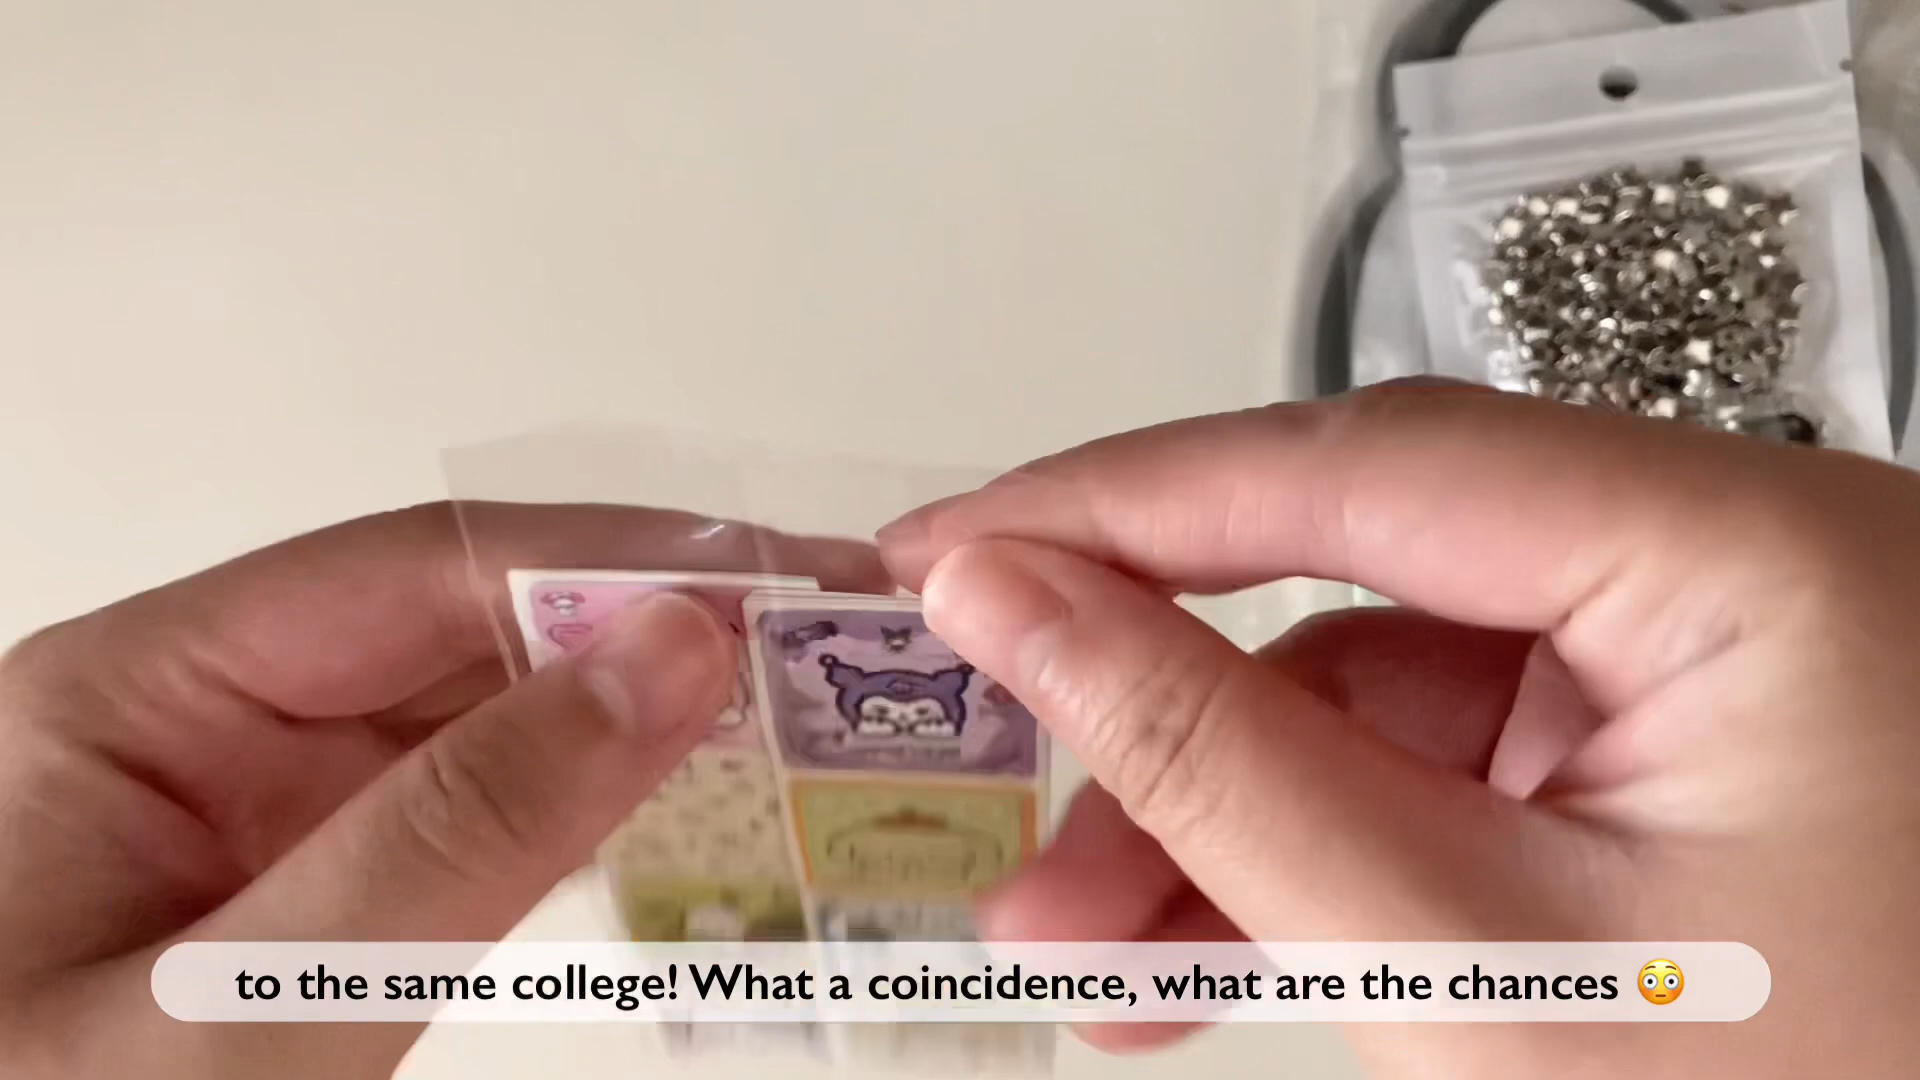 to the same college! What a coincidence, what are the chances 😳